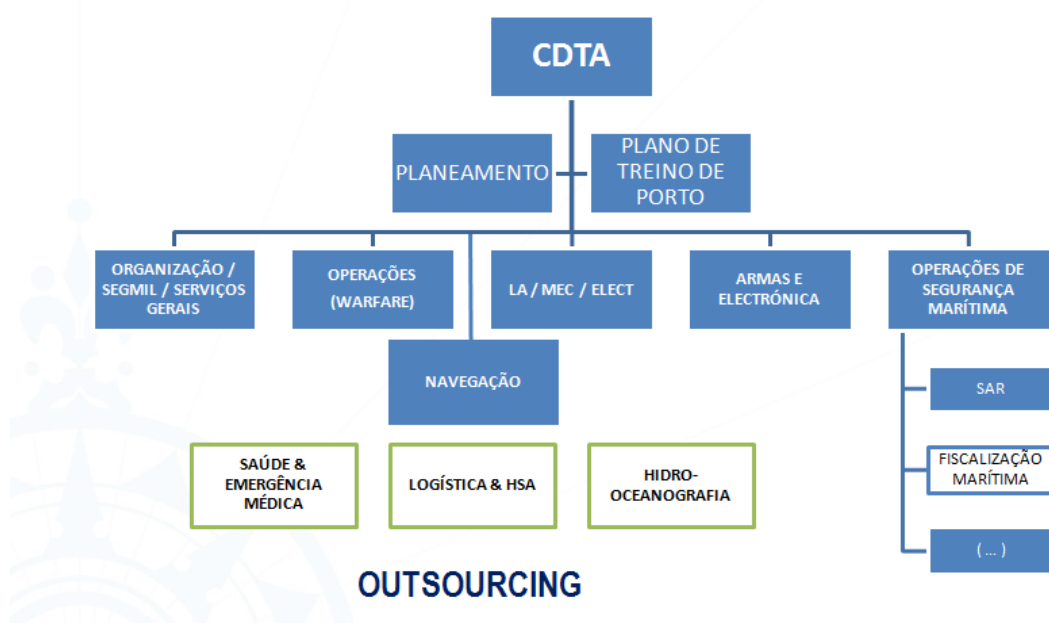 CDTA
PLANEAMENTO
PLANO DE
TREINO DE
PORTO
ORGANIZAÇÃO /
SEGMIL / SERVIÇOS
GERAIS
OPERAÇÕES
(WARFARE)
LA / MEC / ELECT
ARMAS E
ELECTRÓNICA
OPERAÇÕES DE
SEGURANÇA
MARÍTIMA
NAVEGAÇÃO
SAR
FISCALIZAÇÃO
MARÍTIMA
( ... )
SAÚDE &
EMERGÊNCIA
MÉDICA
LOGÍSTICA & HSA
HIDRO-
OCEANOGRAFIA
OUTSOURCING